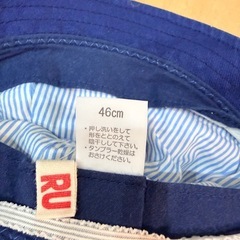 46cm
・押し洗いをして
形をととのえて
陰干しして下さい。
・タンブラー乾燥は
おさけください。
RU